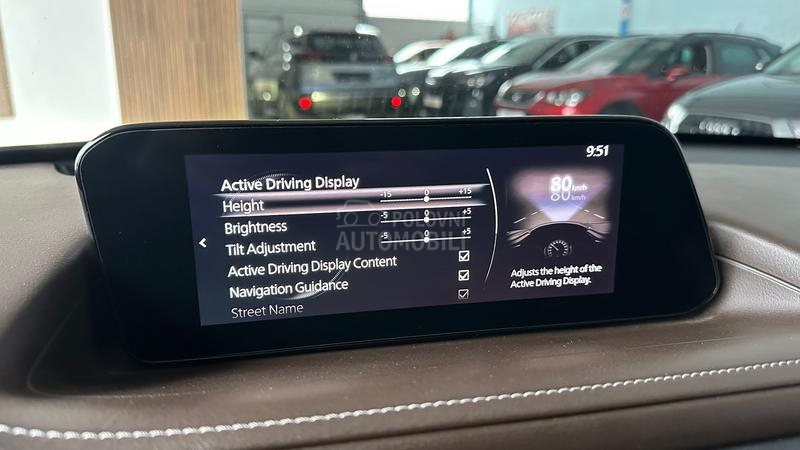 9:51
Active Driving Display
Height -15 0 +15
Brightness -5 0 +5
Tilt Adjustment -5 0 +5
Active Driving Display Content
Navigation Guidance
Street Name
80 km/h
80 km/h
Adjusts the height of the
Active Driving Display.
POLOVNI
AUTOMOBILI